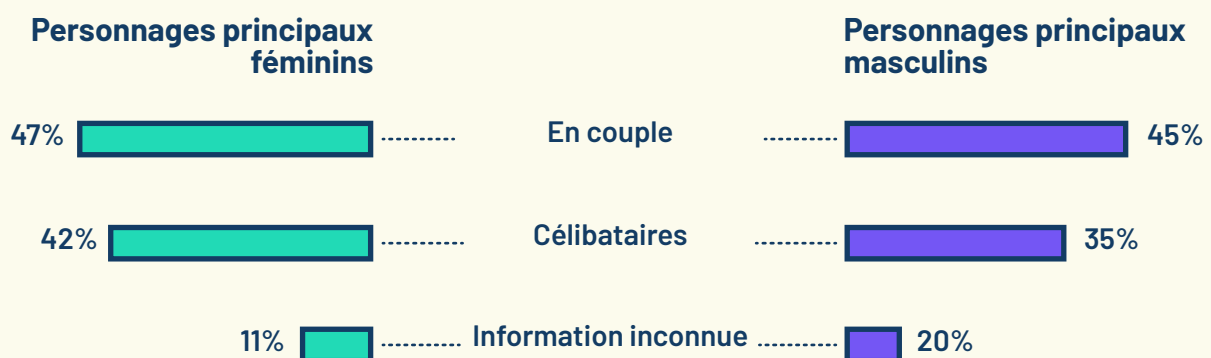 Personnages principaux
féminins
Personnages principaux
masculins
47% En couple 45%
42% Célibataires 35%
11% Information inconnue 20%